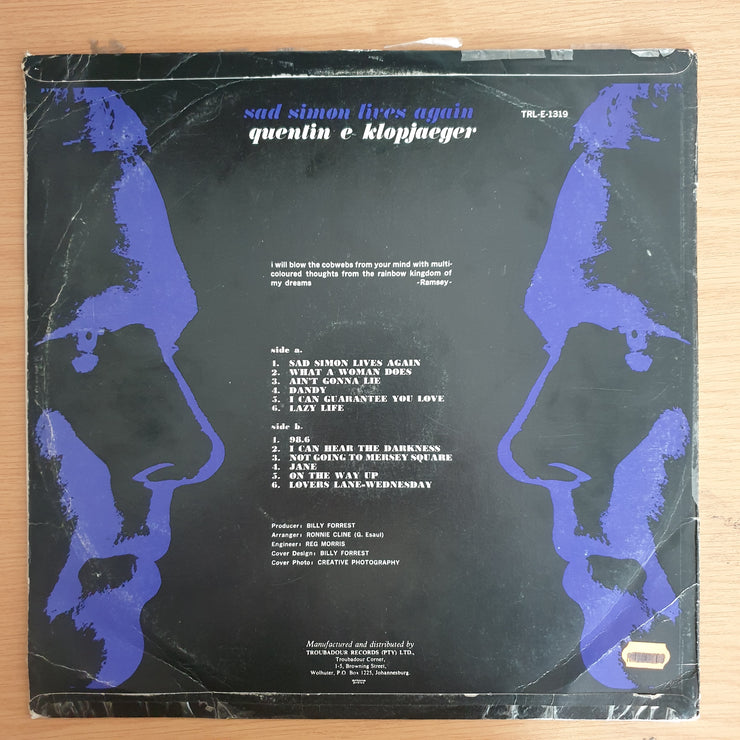 sad simon lives again
quentin e klopjaeger
TRL-E-1319
i will blow the cobwebs from your mind with multi-
coloured thoughts from the rainbow kingdom of
my dreams -Ramsey-
side a.
1. SAD SIMON LIVES AGAIN
2. WHAT A WOMAN DOES
3. AIN'T GONNA LIE
4. DANDY
5. I CAN GUARANTEE YOU LOVE
6. LAZY LIFE
side b.
1. 98.6
2. I CAN HEAR THE DARKNESS
3. NOT GOING TO MERSEY SQUARE
4. JANE
5. ON THE WAY UP
6. LOVERS LANE-WEDNESDAY
Producer: BILLY FORREST
Arranger: RONNIE CLINE (G. Esaul)
Engineer: REG MORRIS
Cover Design: BILLY FORREST
Cover Photo: CREATIVE PHOTOGRAPHY
Manufactured and distributed by
TROUBADOUR RECORDS (PTY) LTD.,
Troubadour Corner,
1-5, Browning Street,
Wolhuter, P.O. Box 1225, Johannesburg.